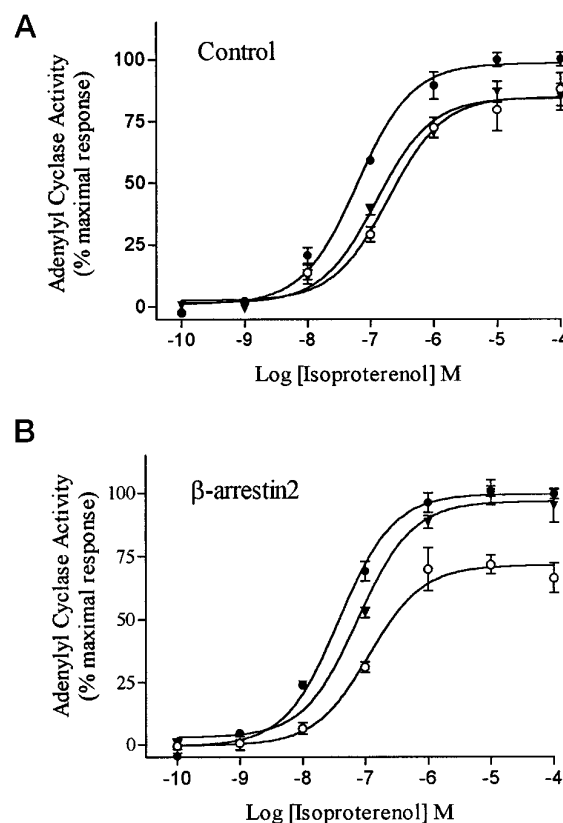 A
Control
Adenylyl Cyclase Activity
(% maximal response)
100
75
50
25
0
-10 -9 -8 -7 -6 -5 -4
Log [Isoproterenol] M
B
β-arrestin2
Adenylyl Cyclase Activity
(% maximal response)
100
75
50
25
0
-10 -9 -8 -7 -6 -5 -4
Log [Isoproterenol] M